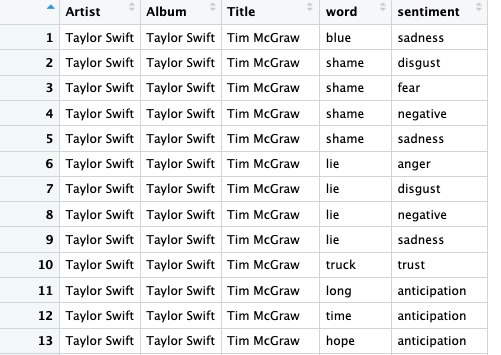 Artist Album Title word sentiment
1 Taylor Swift Taylor Swift Tim McGraw blue sadness
2 Taylor Swift Taylor Swift Tim McGraw shame disgust
3 Taylor Swift Taylor Swift Tim McGraw shame fear
4 Taylor Swift Taylor Swift Tim McGraw shame negative
5 Taylor Swift Taylor Swift Tim McGraw shame sadness
6 Taylor Swift Taylor Swift Tim McGraw lie anger
7 Taylor Swift Taylor Swift Tim McGraw lie disgust
8 Taylor Swift Taylor Swift Tim McGraw lie negative
9 Taylor Swift Taylor Swift Tim McGraw lie sadness
10 Taylor Swift Taylor Swift Tim McGraw truck trust
11 Taylor Swift Taylor Swift Tim McGraw long anticipation
12 Taylor Swift Taylor Swift Tim McGraw time anticipation
13 Taylor Swift Taylor Swift Tim McGraw hope anticipation